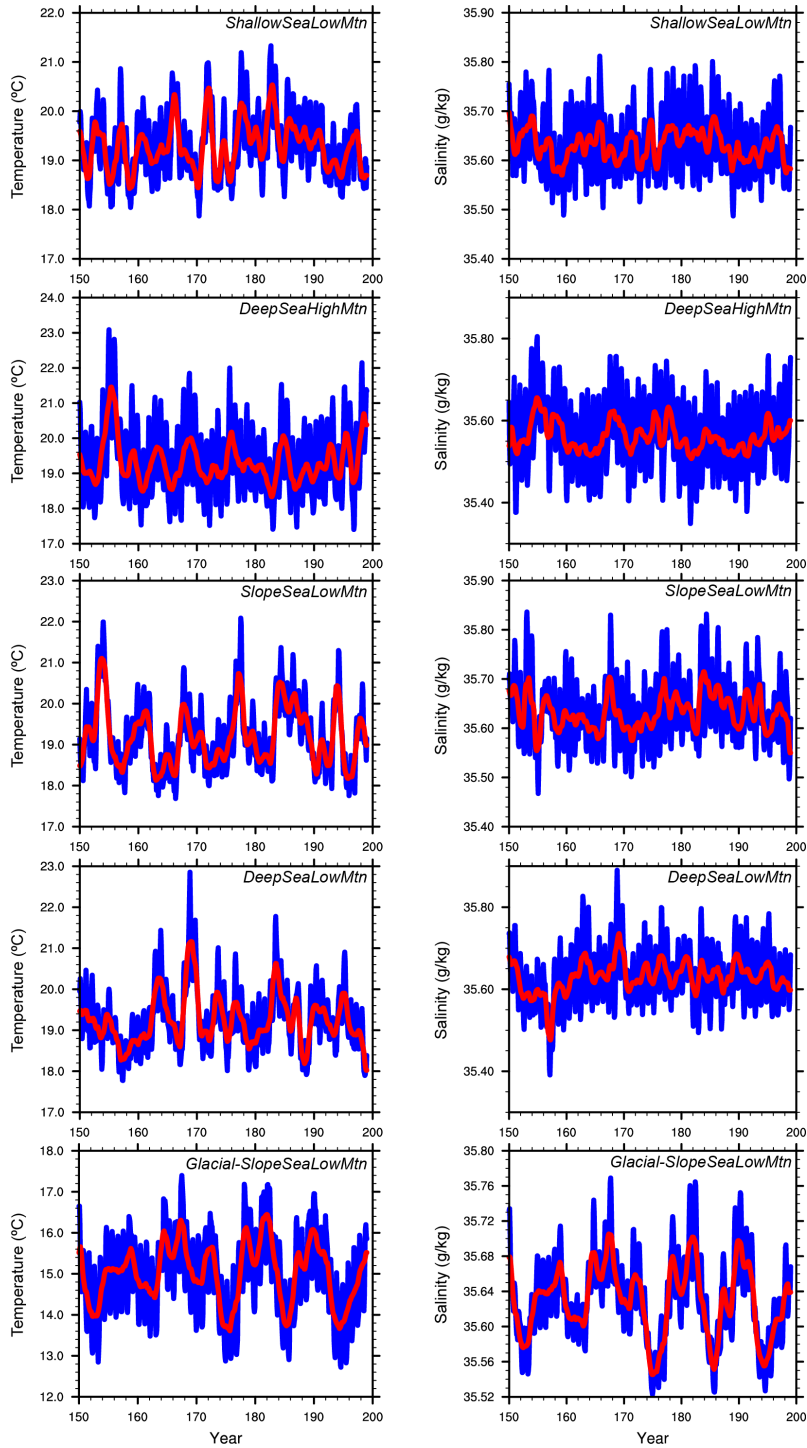 ShallowSeaLowMtn
Temperature (ºC)
22.0
21.0
20.0
19.0
18.0
17.0
150 160 170 180 190 200
ShallowSeaLowMtn
Salinity (g/kg)
35.90
35.80
35.70
35.60
35.50
35.40
150 160 170 180 190 200
DeepSeaHighMtn
Temperature (ºC)
24.0
23.0
22.0
21.0
20.0
19.0
18.0
17.0
150 160 170 180 190 200
DeepSeaHighMtn
Salinity (g/kg)
35.80
35.60
35.40
150 160 170 180 190 200
SlopeSeaLowMtn
Temperature (ºC)
23.0
22.0
21.0
20.0
19.0
18.0
17.0
150 160 170 180 190 200
SlopeSeaLowMtn
Salinity (g/kg)
35.90
35.80
35.70
35.60
35.50
35.40
150 160 170 180 190 200
DeepSeaLowMtn
Temperature (ºC)
23.0
22.0
21.0
20.0
19.0
18.0
17.0
150 160 170 180 190 200
DeepSeaLowMtn
Salinity (g/kg)
35.80
35.60
35.40
150 160 170 180 190 200
Glacial-SlopeSeaLowMtn
Temperature (ºC)
18.0
17.0
16.0
15.0
14.0
13.0
12.0
150 160 170 180 190 200
Year
Glacial-SlopeSeaLowMtn
Salinity (g/kg)
35.80
35.76
35.72
35.68
35.64
35.60
35.56
35.52
150 160 170 180 190 200
Year